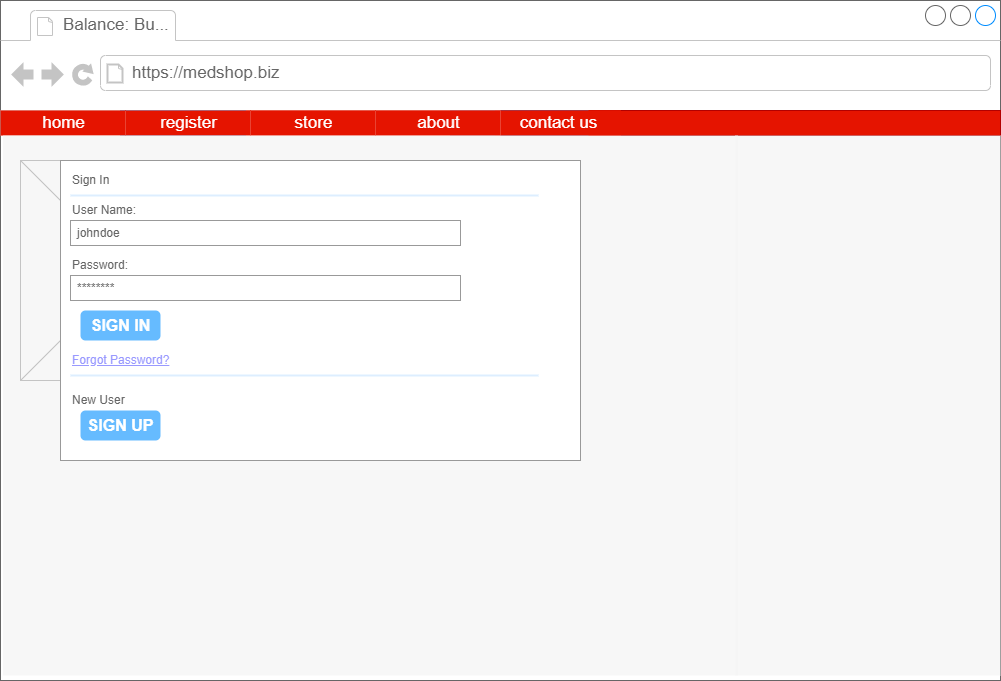 Balance: Bu...
https://medshop.biz
home register store about contact us
Sign In
User Name:
johndoe
Password:
********
SIGN IN
Forgot Password?
New User
SIGN UP